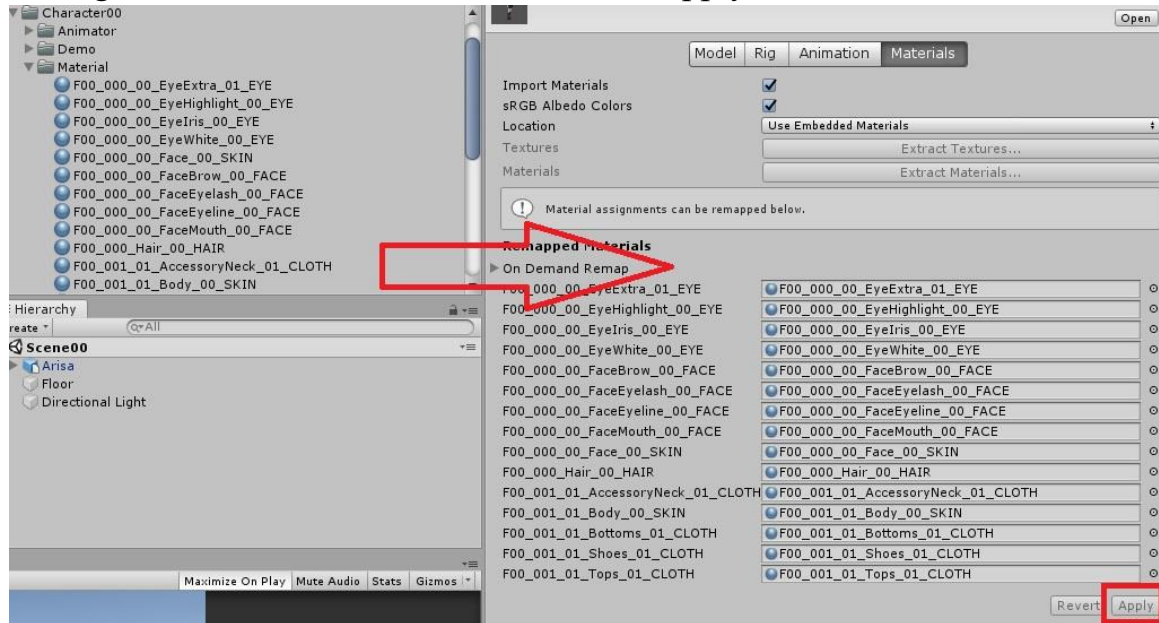 Character00
Animator
Demo
Material
F00_000_00_EyeExtra_01_EYE
F00_000_00_EyeHighlight_00_EYE
F00_000_00_EyeIris_00_EYE
F00_000_00_EyeWhite_00_EYE
F00_000_00_Face_00_SKIN
F00_000_00_FaceBrow_00_FACE
F00_000_00_FaceEyelash_00_FACE
F00_000_00_FaceEyeline_00_FACE
F00_000_00_FaceMouth_00_FACE
F00_000_Hair_00_HAIR
F00_001_01_AccessoryNeck_01_CLOTH
F00_001_01_Body_00_SKIN
Hierarchy
reate
All
Scene00
Arisa
Floor
Directional Light
Maximize On Play Mute Audio Stats Gizmos
Open
Model Rig Animation Materials
Import Materials
sRGB Albedo Colors
Location Use Embedded Materials
Textures Extract Textures...
Materials Extract Materials...
Material assignments can be remapped below.
Remapped Materials
On Demand Remap
F00_000_00_EyeExtra_01_EYE F00_000_00_EyeExtra_01_EYE
F00_000_00_EyeHighlight_00_EYE F00_000_00_EyeHighlight_00_EYE
F00_000_00_EyeIris_00_EYE F00_000_00_EyeIris_00_EYE
F00_000_00_EyeWhite_00_EYE F00_000_00_EyeWhite_00_EYE
F00_000_00_FaceBrow_00_FACE F00_000_00_FaceBrow_00_FACE
F00_000_00_FaceEyelash_00_FACE F00_000_00_FaceEyelash_00_FACE
F00_000_00_FaceEyeline_00_FACE F00_000_00_FaceEyeline_00_FACE
F00_000_00_FaceMouth_00_FACE F00_000_00_FaceMouth_00_FACE
F00_000_00_Face_00_SKIN F00_000_00_Face_00_SKIN
F00_000_Hair_00_HAIR F00_000_Hair_00_HAIR
F00_001_01_AccessoryNeck_01_CLOTH F00_001_01_AccessoryNeck_01_CLOTH
F00_001_01_Body_00_SKIN F00_001_01_Body_00_SKIN
F00_001_01_Bottoms_01_CLOTH F00_001_01_Bottoms_01_CLOTH
F00_001_01_Shoes_01_CLOTH F00_001_01_Shoes_01_CLOTH
F00_001_01_Tops_01_CLOTH F00_001_01_Tops_01_CLOTH
Revert Apply